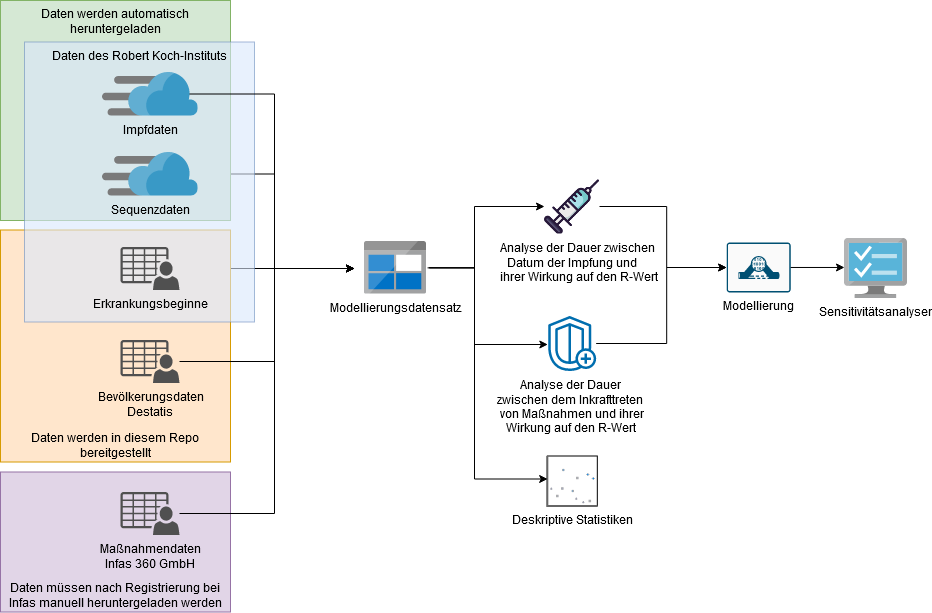 Daten werden automatisch
heruntergeladen
Daten des Robert Koch-Instituts
Impfdaten
Sequenzdaten
Erkrankungsbeginne
Bevölkerungsdaten
Destatis
Daten werden in diesem Repo
bereitgestellt
Maßnahmendaten
Infas 360 GmbH
Daten müssen nach Registrierung bei
Infas manuell heruntergeladen werden
Modellierungsdatensatz
Analyse der Dauer zwischen
Datum der Impfung und
ihrer Wirkung auf den R-Wert
Analyse der Dauer
zwischen dem Inkrafttreten
von Maßnahmen und ihrer
Wirkung auf den R-Wert
Deskriptive Statistiken
Modellierung
Sensitivitätsanalyser